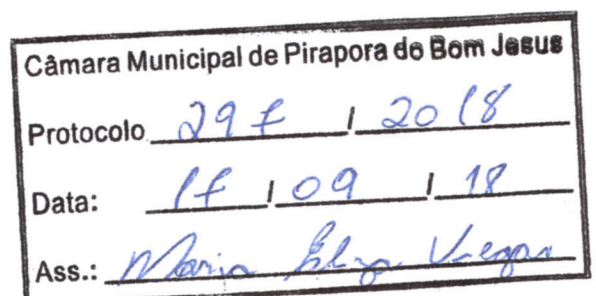 Câmara Municipal de Pirapora do Bom Jesus
Protocolo 297 / 2018
Data: 17 / 09 / 18
Ass.: Maria